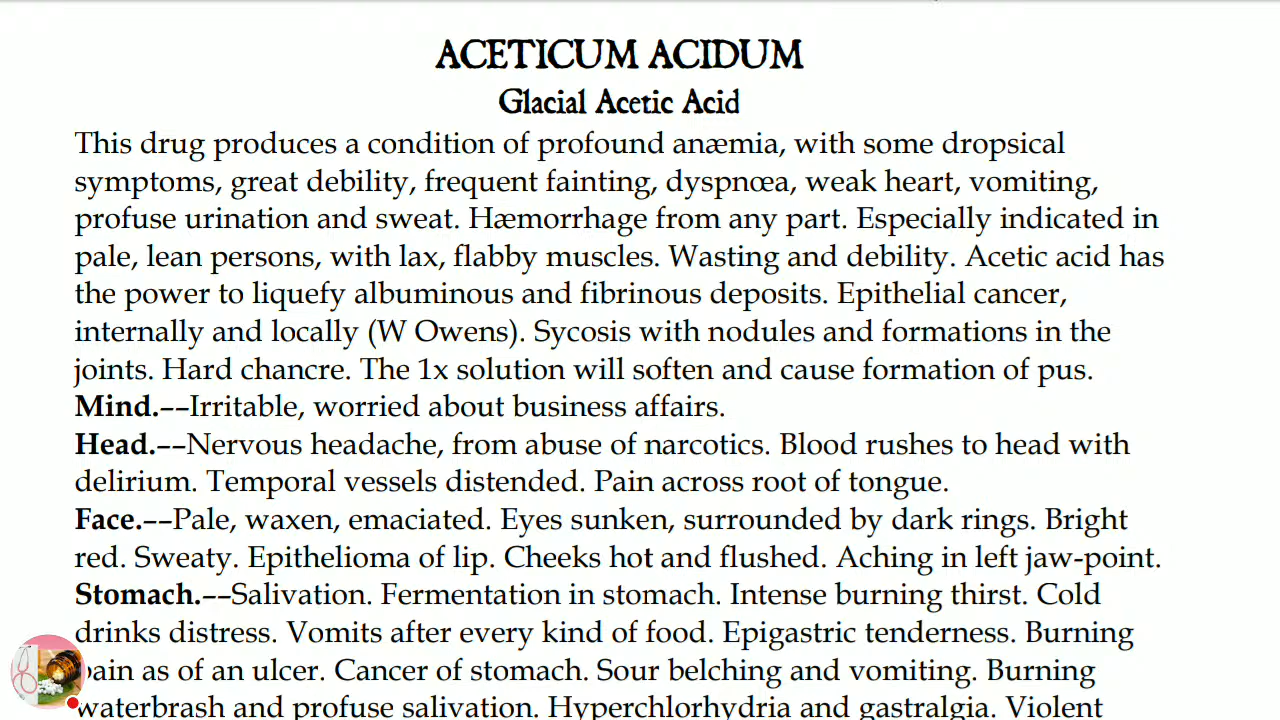 ACETICUM ACIDUM
Glacial Acetic Acid
This drug produces a condition of profound anæmia, with some dropsical
symptoms, great debility, frequent fainting, dyspnœa, weak heart, vomiting,
profuse urination and sweat. Hæmorrhage from any part. Especially indicated in
pale, lean persons, with lax, flabby muscles. Wasting and debility. Acetic acid has
the power to liquefy albuminous and fibrinous deposits. Epithelial cancer,
internally and locally (W Owens). Sycosis with nodules and formations in the
joints. Hard chancre. The 1x solution will soften and cause formation of pus.
Mind.--Irritable, worried about business affairs.
Head.--Nervous headache, from abuse of narcotics. Blood rushes to head with
delirium. Temporal vessels distended. Pain across root of tongue.
Face.--Pale, waxen, emaciated. Eyes sunken, surrounded by dark rings. Bright
red. Sweaty. Epithelioma of lip. Cheeks hot and flushed. Aching in left jaw-point.
Stomach.--Salivation. Fermentation in stomach. Intense burning thirst. Cold
drinks distress. Vomits after every kind of food. Epigastric tenderness. Burning
pain as of an ulcer. Cancer of stomach. Sour belching and vomiting. Burning
waterbrash and profuse salivation. Hyperchlorhydria and gastralgia. Violent